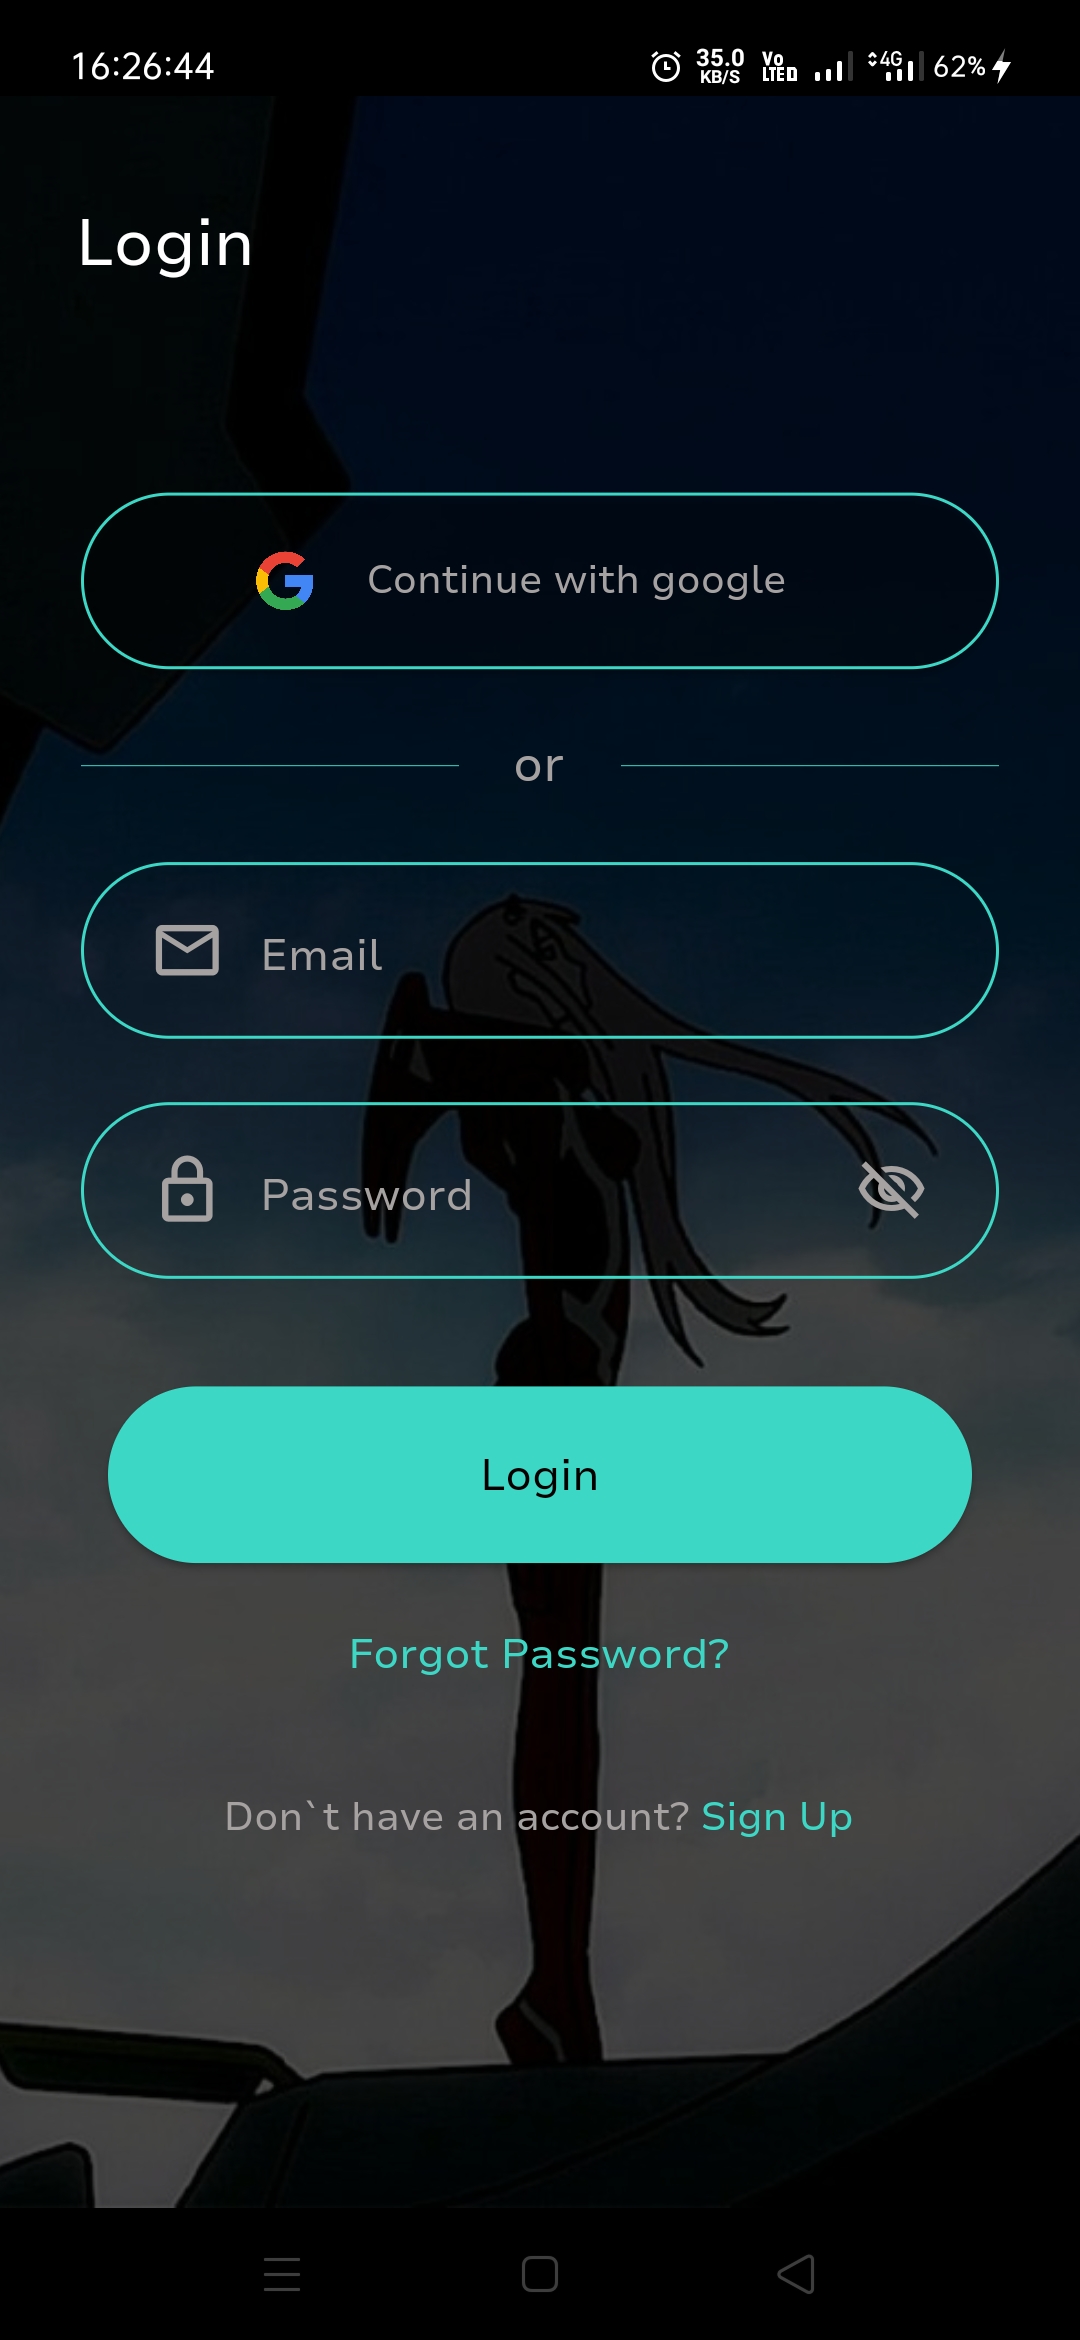 16:26:44 35.0 KB/S Vo LTE 4G 62%
Login
Continue with google
or
Email
Password
Login
Forgot Password?
Don`t have an account? Sign Up